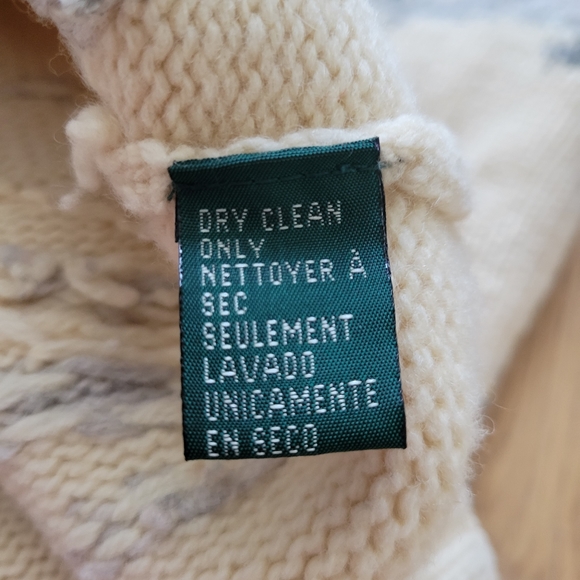 DRY CLEAN
ONLY
NETTOYER À
SEC
SEULEMENT
LAVADO
UNICAMENTE
EN SECO